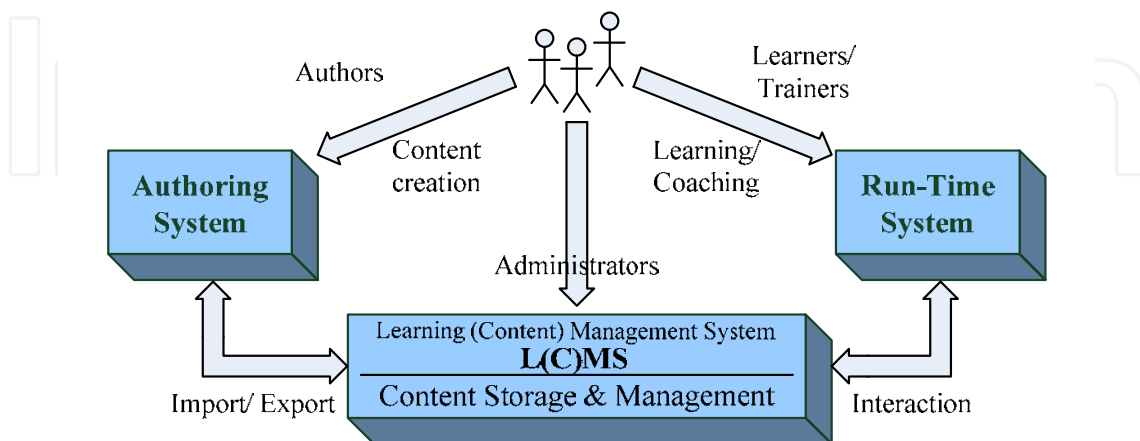 Authors
Learners/
Trainers
Content
creation
Learning/
Coaching
Authoring
System
Run-Time
System
Administrators
Learning (Content) Management System
L(C)MS
Content Storage & Management
Import/ Export
Interaction